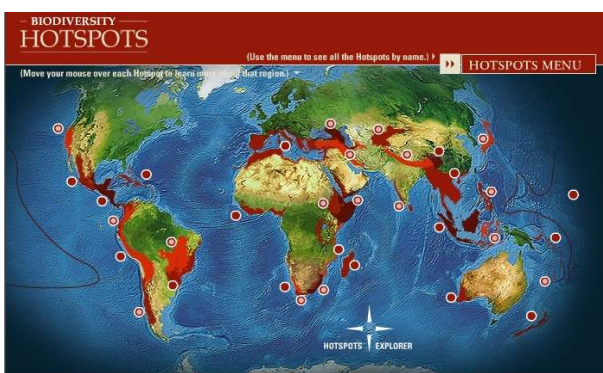 BIODIVERSITY
HOTSPOTS
(Use the menu to see all the Hotspots by name.)
HOTSPOTS MENU
(Move your mouse over each Hotspot to learn more about that region.)
HOTSPOTS EXPLORER